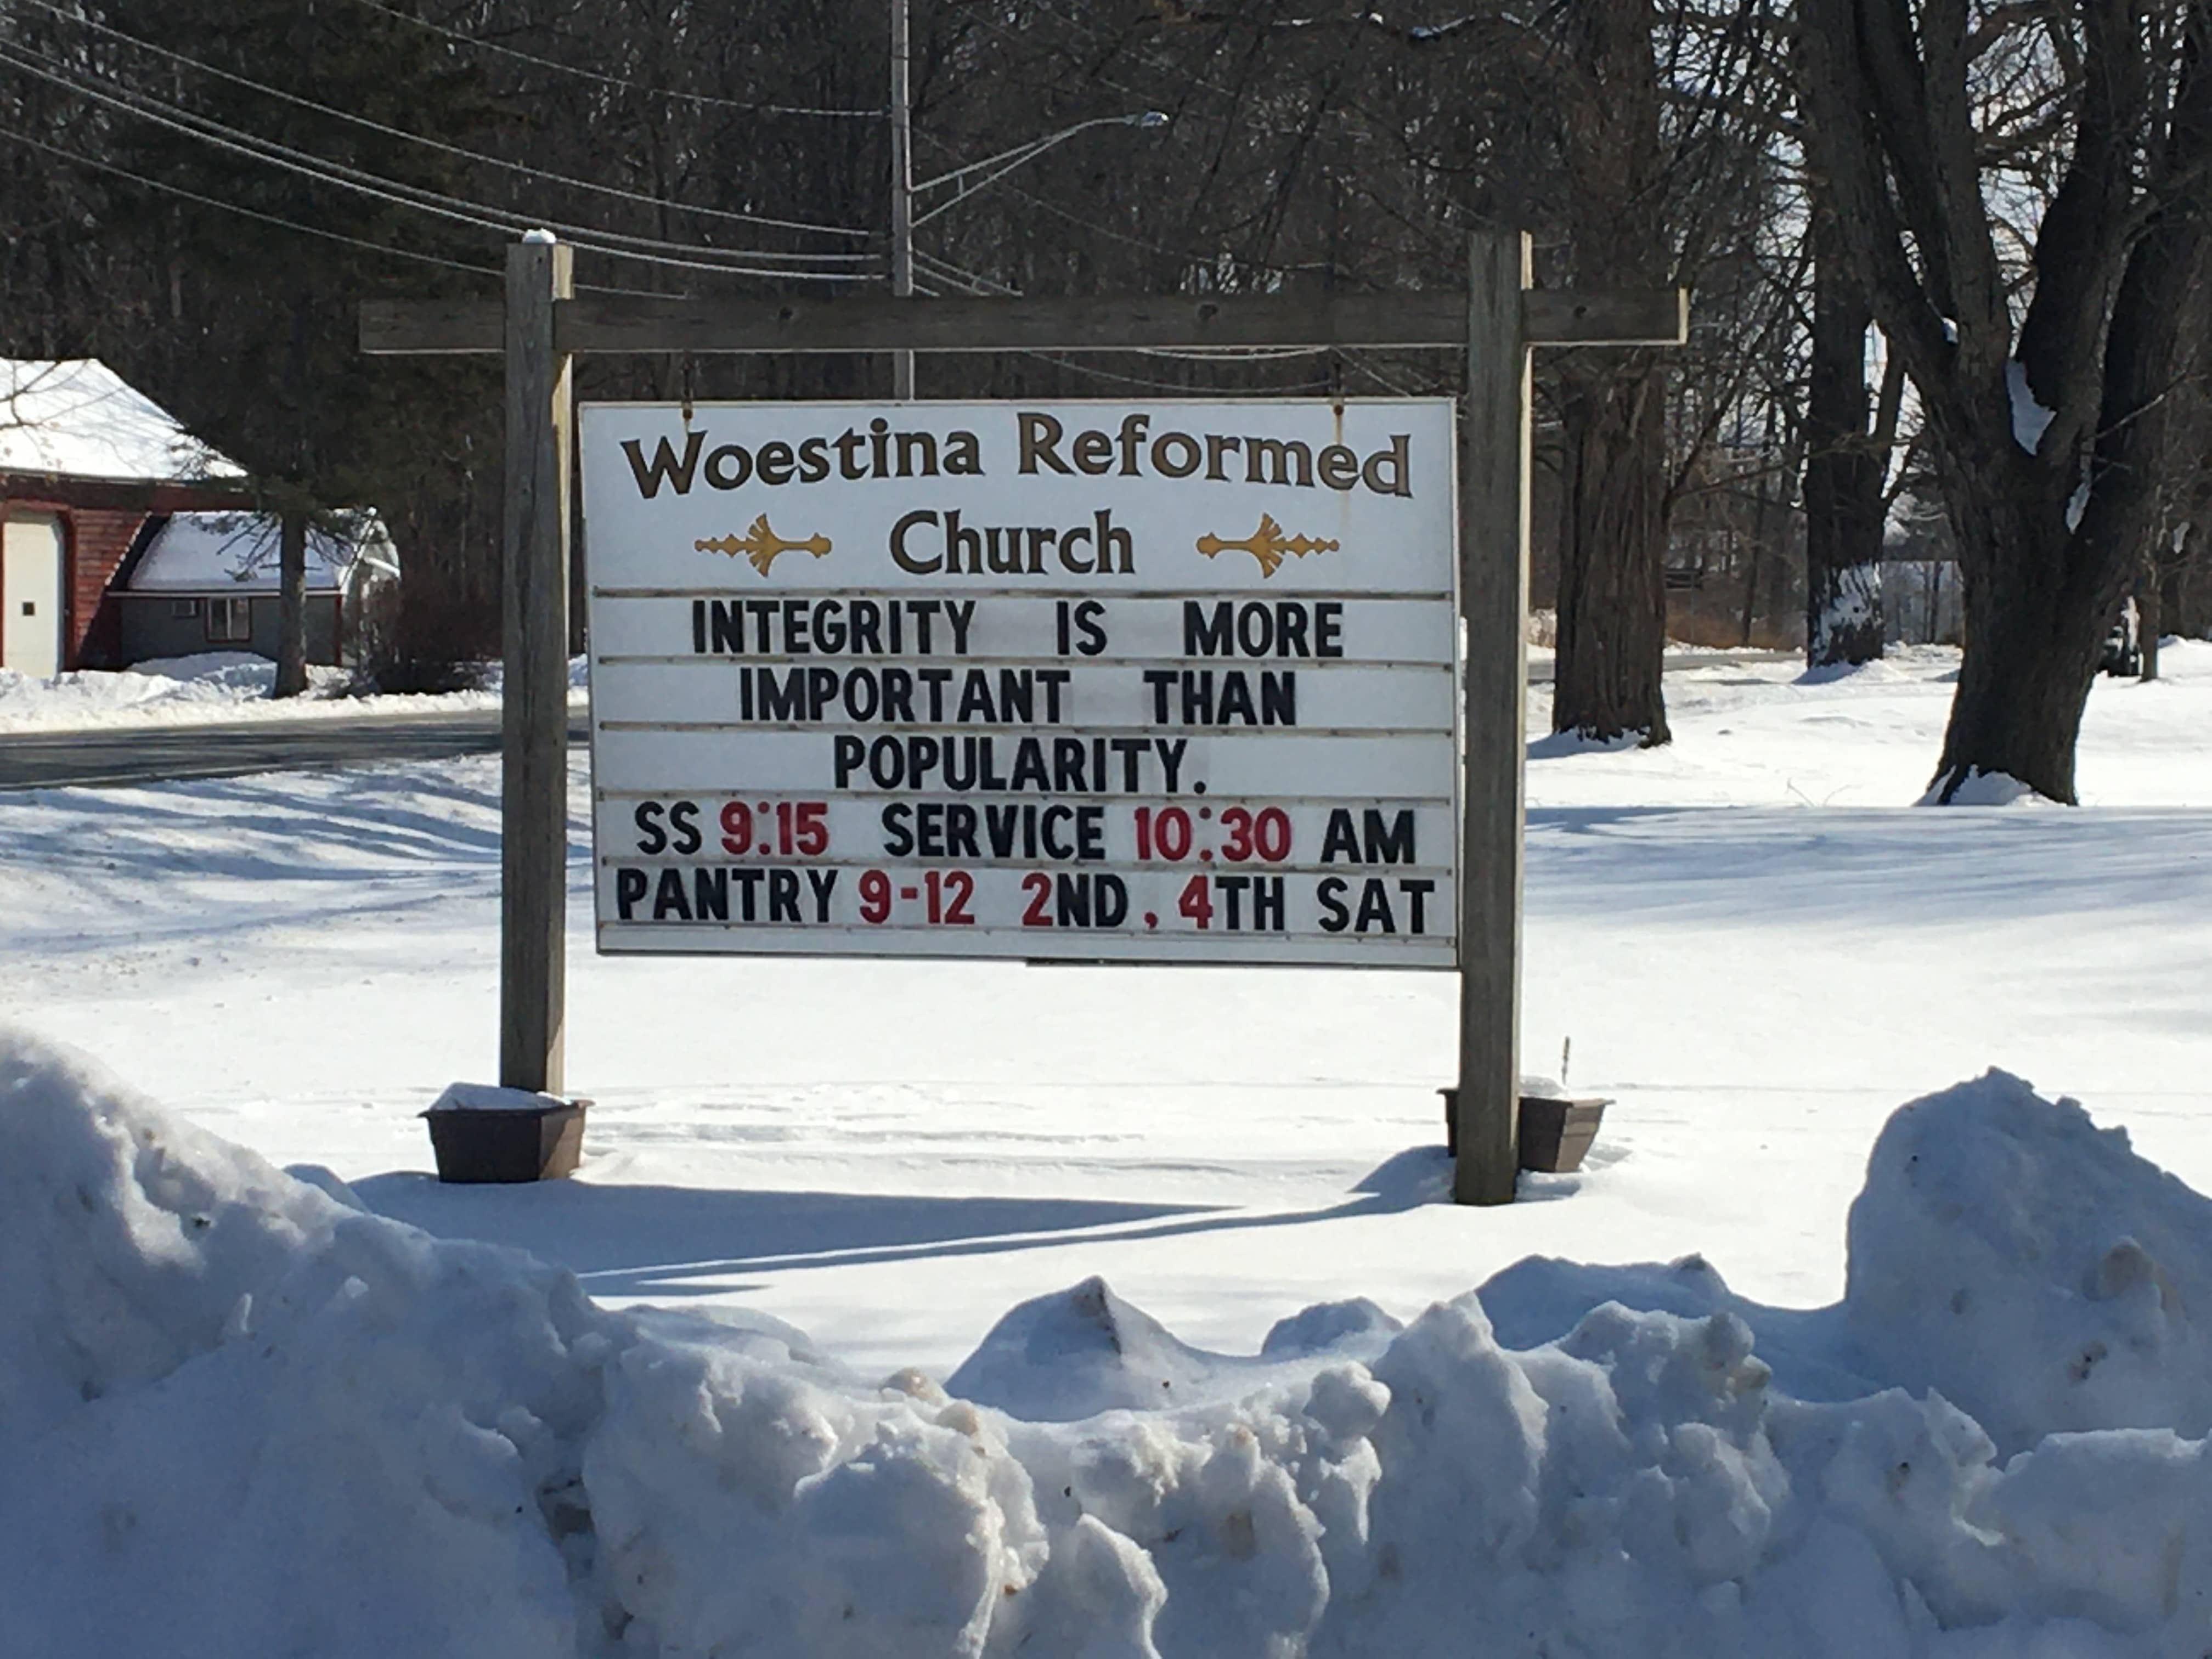 Woestina Reformed
Church
INTEGRITY IS MORE
IMPORTANT THAN
POPULARITY.
SS 9:15 SERVICE 10:30 AM
PANTRY 9-12 2ND, 4TH SAT